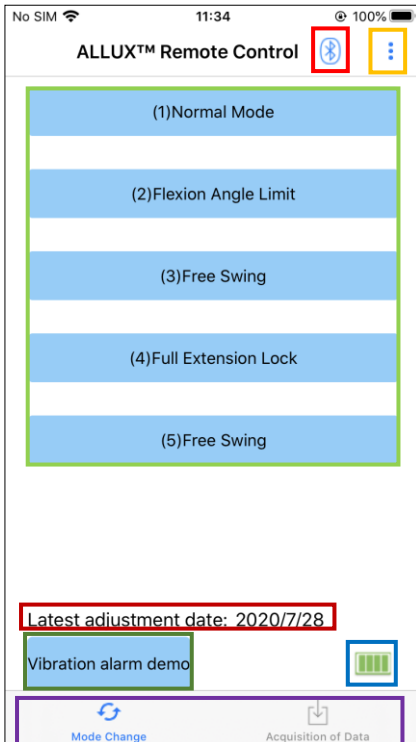 No SIM 11:34 100%
ALLUX™ Remote Control
(1)Normal Mode
(2)Flexion Angle Limit
(3)Free Swing
(4)Full Extension Lock
(5)Free Swing
Latest adjustment date: 2020/7/28
Vibration alarm demo
Mode Change Acquisition of Data